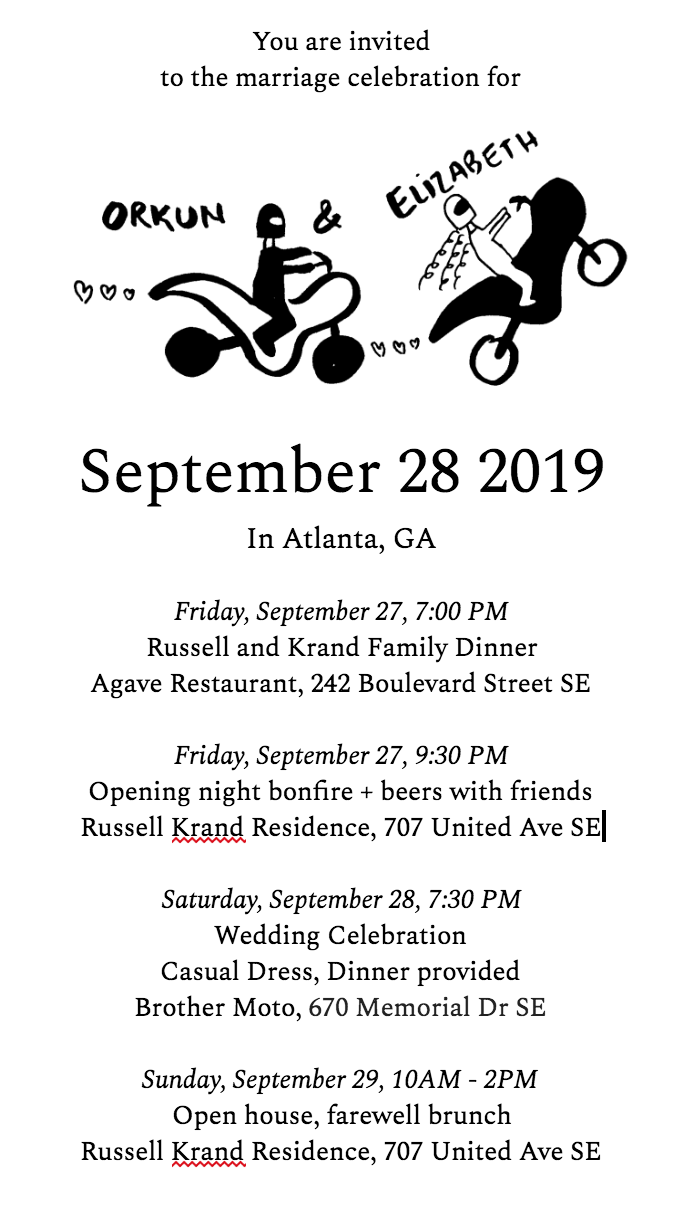 You are invited
to the marriage celebration for
ORKUN & ELIZABETH
September 28 2019
In Atlanta, GA
Friday, September 27, 7:00 PM
Russell and Krand Family Dinner
Agave Restaurant, 242 Boulevard Street SE
Friday, September 27, 9:30 PM
Opening night bonfire + beers with friends
Russell Krand Residence, 707 United Ave SE
Saturday, September 28, 7:30 PM
Wedding Celebration
Casual Dress, Dinner provided
Brother Moto, 670 Memorial Dr SE
Sunday, September 29, 10AM - 2PM
Open house, farewell brunch
Russell Krand Residence, 707 United Ave SE